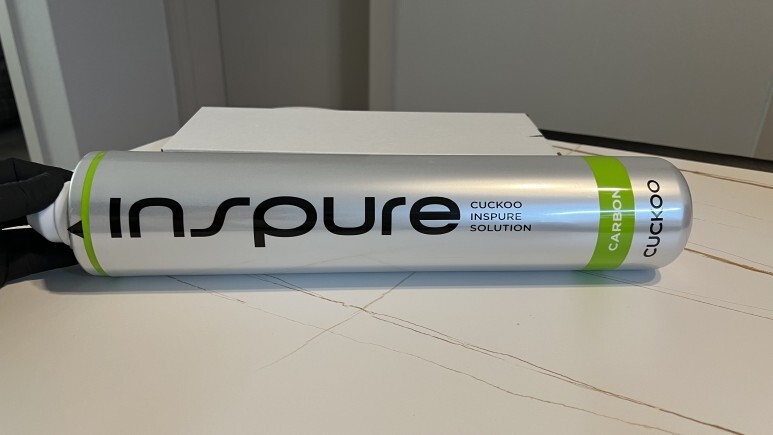 inspure
CUCKOO
INSPURE
SOLUTION
CARBON
CUCKOO